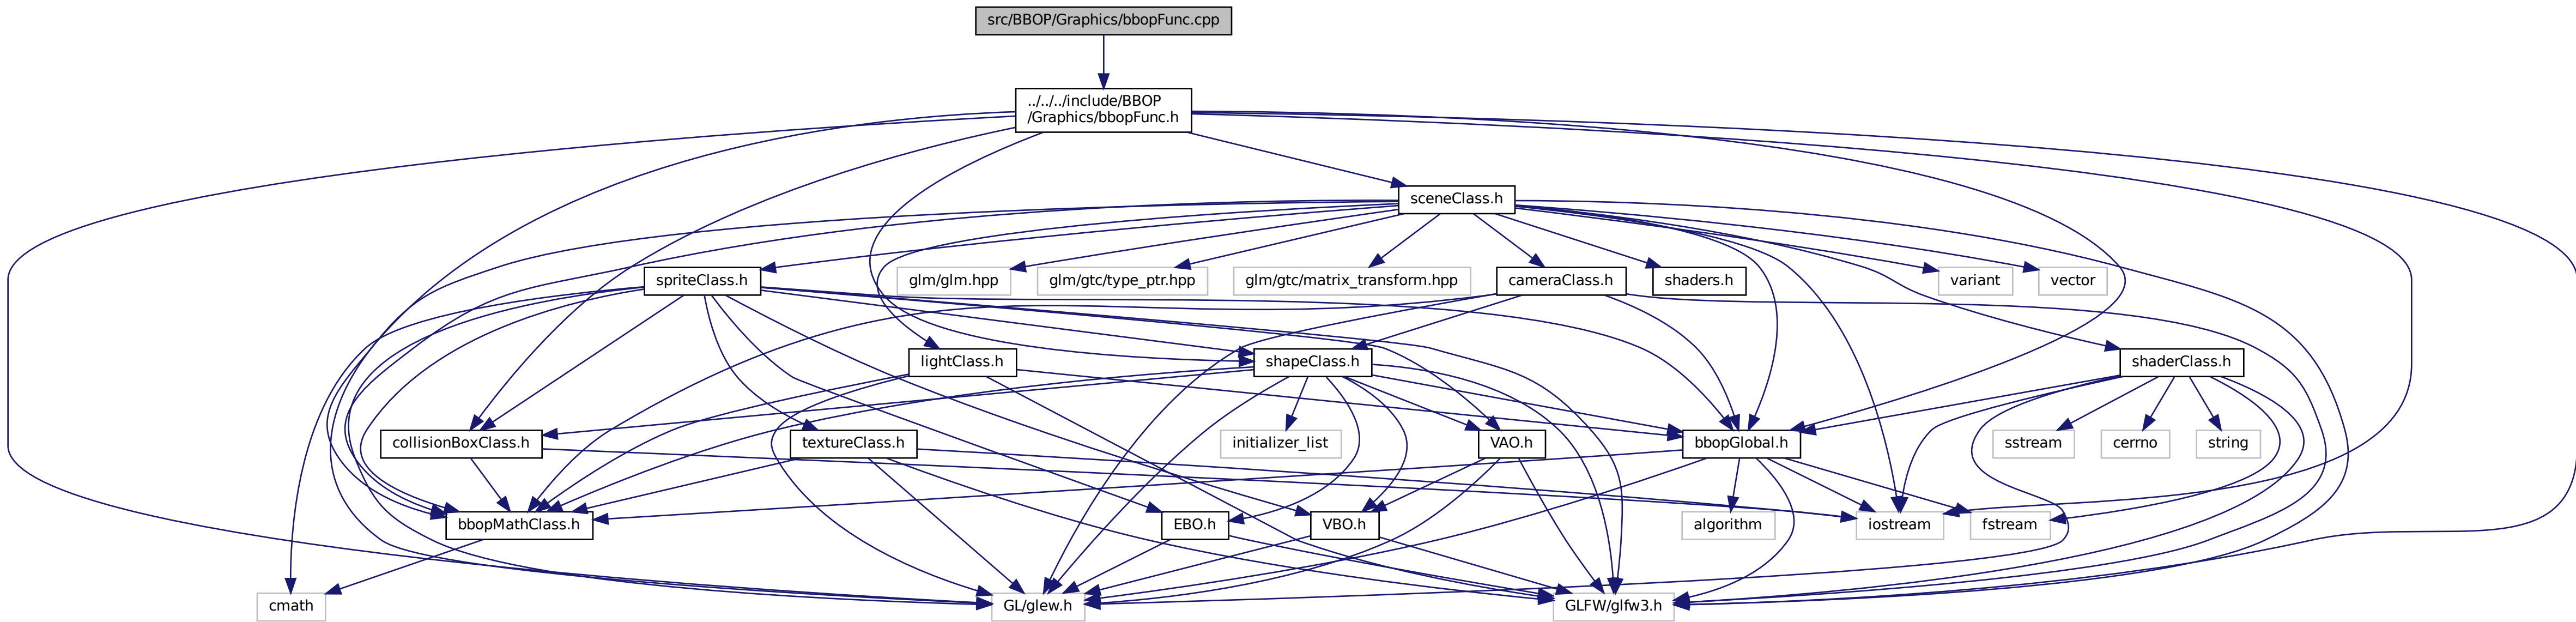 src/BBOP/Graphics/bbopFunc.cpp
../../../include/BBOP
/Graphics/bbopFunc.h
sceneClass.h
spriteClass.h
glm/glm.hpp
glm/gtc/type_ptr.hpp
glm/gtc/matrix_transform.hpp
cameraClass.h
shaders.h
variant
vector
lightClass.h
shapeClass.h
shaderClass.h
collisionBoxClass.h
textureClass.h
initializer_list
VAO.h
bbopGlobal.h
sstream
cerrno
string
bbopMathClass.h
EBO.h
VBO.h
algorithm
iostream
fstream
cmath
GL/glew.h
GLFW/glfw3.h